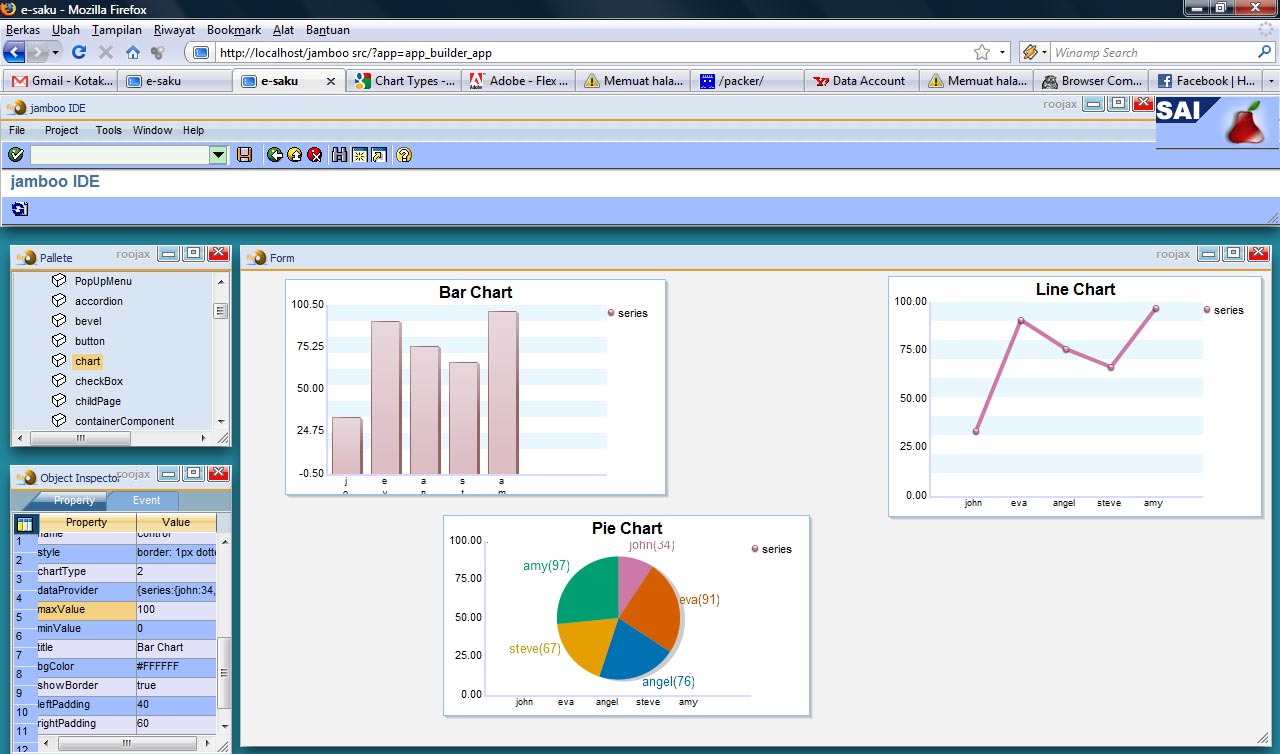 e-saku - Mozilla Firefox
Berkas Ubah Tampilan Riwayat Bookmark Alat Bantuan
http://localhost/jamboo src/?app=app_builder_app
Winamp Search
Gmail - Kotak... e-saku e-saku Chart Types -... Adobe - Flex ... Memuat hala... /packer/ Data Account Memuat hala... Browser Com... Facebook | H...
jamboo IDE roojax
SAI
File Project Tools Window Help
jamboo IDE
Pallete roojax
PopUpMenu
accordion
bevel
button
chart
checkBox
childPage
containerComponent
Object Inspector roojax
Property Event
Property Value
1 name control
2 style border: 1px dotte
3 chartType 2
4 dataProvider {series:{john:34,
5 maxValue 100
6 minValue 0
7 title Bar Chart
8 bgColor #FFFFFF
9 showBorder true
10 leftPadding 40
11 rightPadding 60
12
Form roojax
Bar Chart
100.50
75.25
50.00
24.75
-0.50
j e a s a
o v n t m
series
Line Chart
100.00
75.00
50.00
25.00
0.00
john eva angel steve amy
series
Pie Chart
100.00
75.00
50.00
25.00
0.00
john(34)
amy(97)
eva(91)
steve(67)
angel(76)
john eva angel steve amy
series